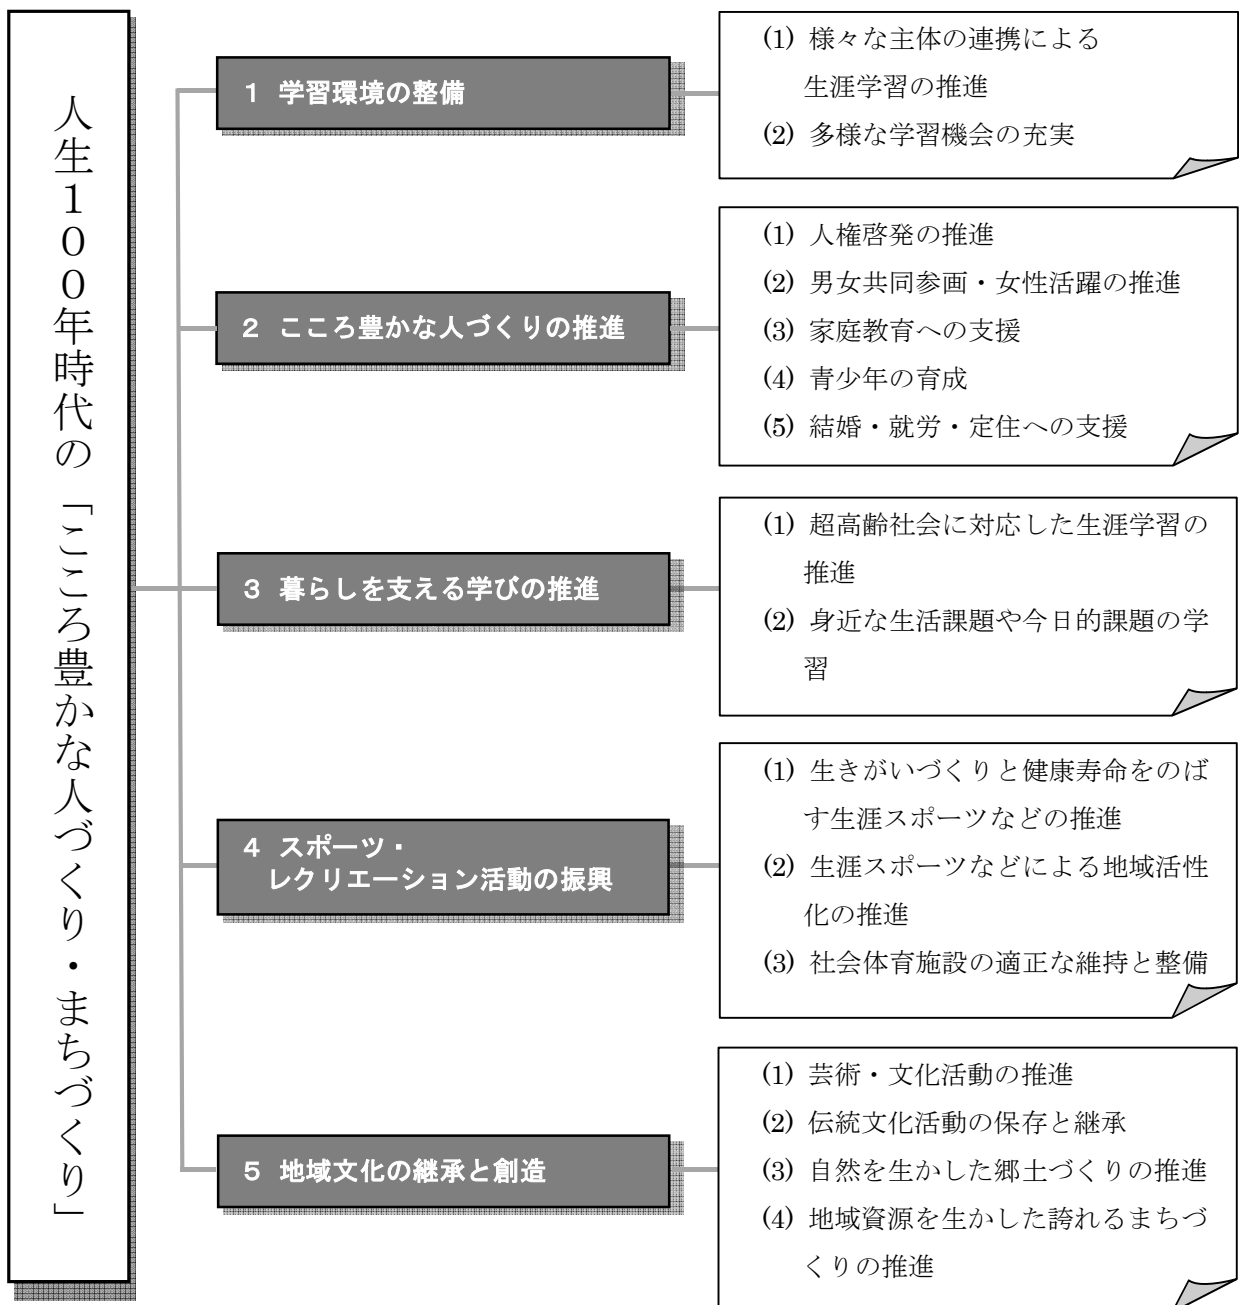 人生１００年時代の「こころ豊かな人づくり・まちづくり」
１ 学習環境の整備
(1) 様々な主体の連携による
生涯学習の推進
(2) 多様な学習機会の充実
２ こころ豊かな人づくりの推進
(1) 人権啓発の推進
(2) 男女共同参画・女性活躍の推進
(3) 家庭教育への支援
(4) 青少年の育成
(5) 結婚・就労・定住への支援
３ 暮らしを支える学びの推進
(1) 超高齢社会に対応した生涯学習の
推進
(2) 身近な生活課題や今日的課題の学
習
４ スポーツ・
レクリエーション活動の振興
(1) 生きがいづくりと健康寿命をのば
す生涯スポーツなどの推進
(2) 生涯スポーツなどによる地域活性
化の推進
(3) 社会体育施設の適正な維持と整備
５ 地域文化の継承と創造
(1) 芸術・文化活動の推進
(2) 伝統文化活動の保存と継承
(3) 自然を生かした郷土づくりの推進
(4) 地域資源を生かした誇れるまちづ
くりの推進